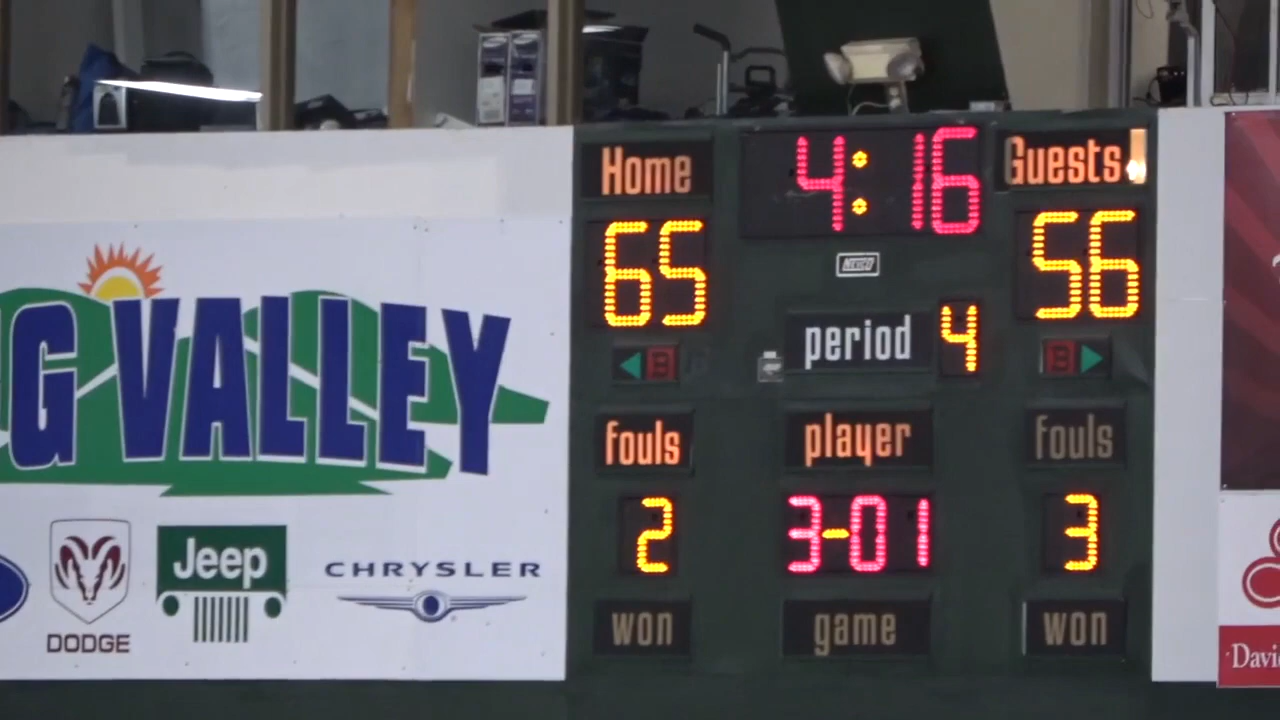 Home 4:16 Guests
65 56
NEVCO
period 4
B B
fouls player fouls
2 3-01 3
won game won
G VALLEY
DODGE
Jeep
CHRYSLER
Davi